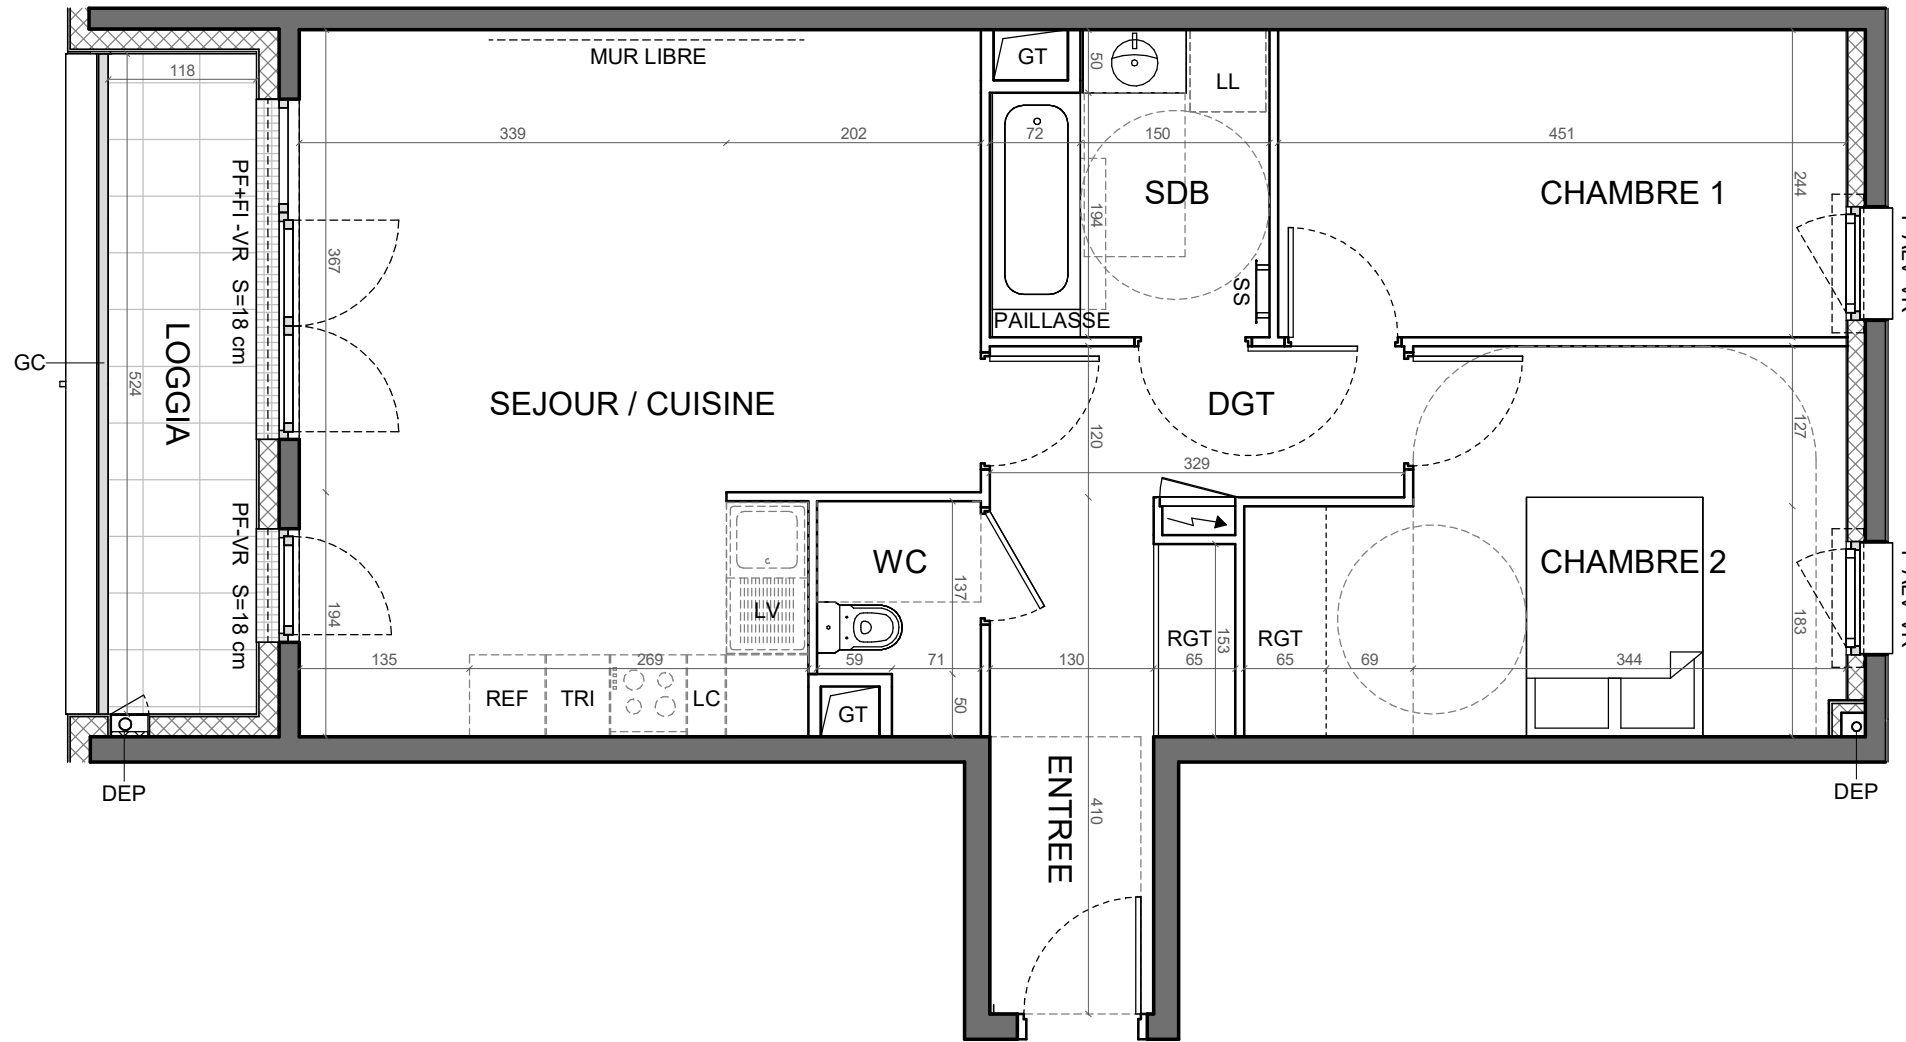 MUR LIBRE
GT
50
LL
118
339
202
72
150
451
SDB
CHAMBRE 1
244
194
PF+FI -VR   S=18 cm
367
SS
PAILLASSE
LOGGIA
GC
524
SEJOUR / CUISINE
DGT
120
127
329
PF-VR   S=18 cm
WC
CHAMBRE 2
137
LV
194
RGT
153
RGT
183
135
269
59
71
130
65
65
69
344
REF
TRI
LC
GT
50
DEP
ENTREE
410
DEP